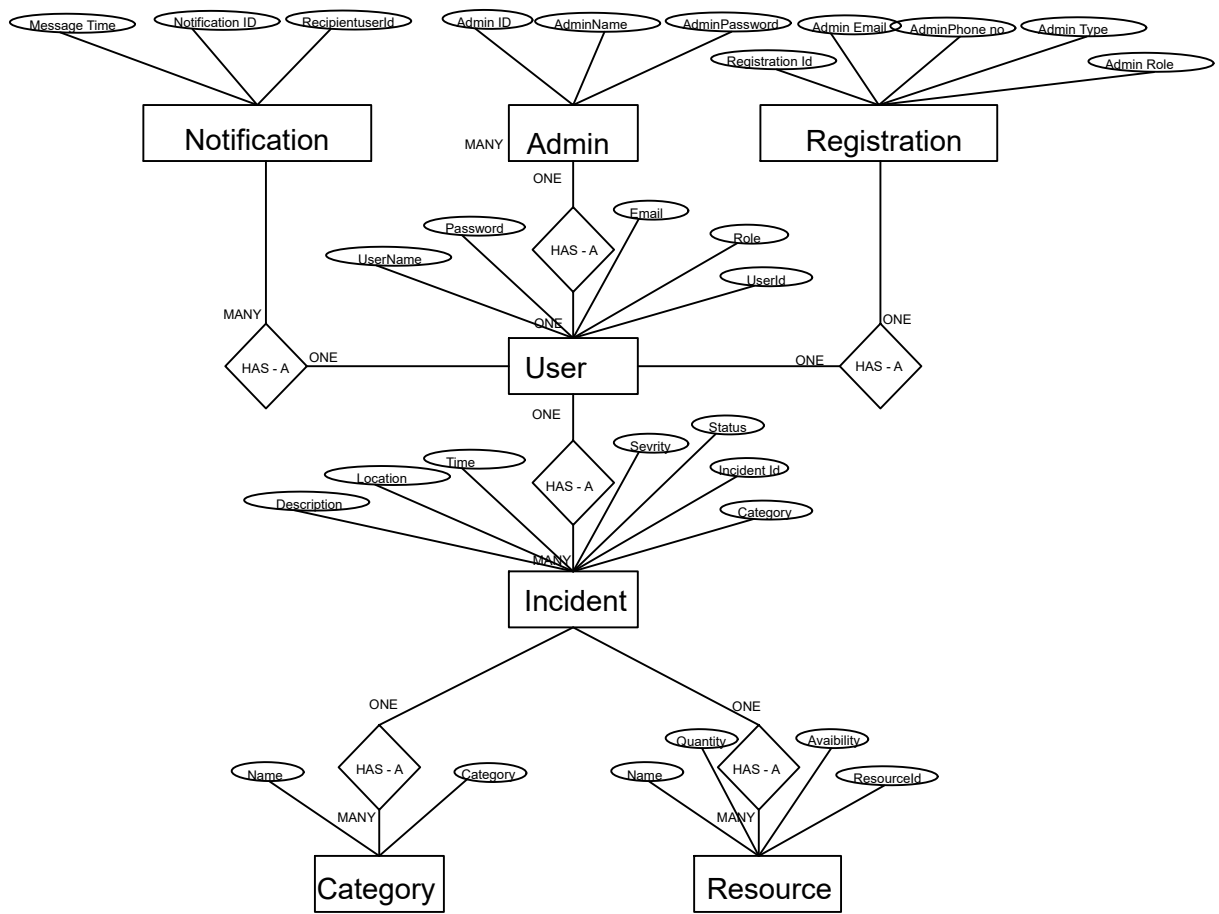 Message Time
Notification ID
RecipientuserId
Admin ID
AdminName
AdminPassword
Admin Email
AdminPhone no
Admin Type
Registration Id
Admin Role
Notification
MANY
Admin
Registration
ONE
Email
Password
Role
HAS - A
UserName
UserId
MANY
ONE
ONE
HAS - A
ONE
User
ONE
HAS - A
ONE
Status
Sevrity
Time
Location
Incident Id
HAS - A
Description
Category
MANY
Incident
ONE
ONE
Quantity
Avaibility
Name
HAS - A
Category
Name
HAS - A
ResourceId
MANY
MANY
Category
Resource